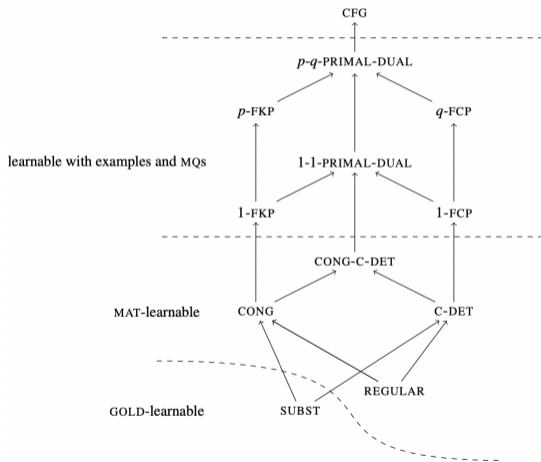 CFG
p-q-PRIMAL-DUAL
p-FKP
q-FCP
learnable with examples and MQs
1-1-PRIMAL-DUAL
1-FKP
1-FCP
CONG-C-DET
MAT-learnable
CONG
C-DET
REGULAR
GOLD-learnable
SUBST